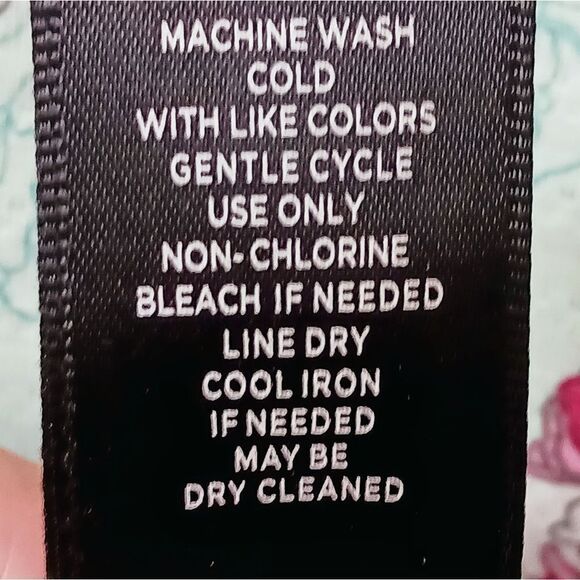 MACHINE WASH
COLD
WITH LIKE COLORS
GENTLE CYCLE
USE ONLY
NON-CHLORINE
BLEACH IF NEEDED
LINE DRY
COOL IRON
IF NEEDED
MAY BE
DRY CLEANED